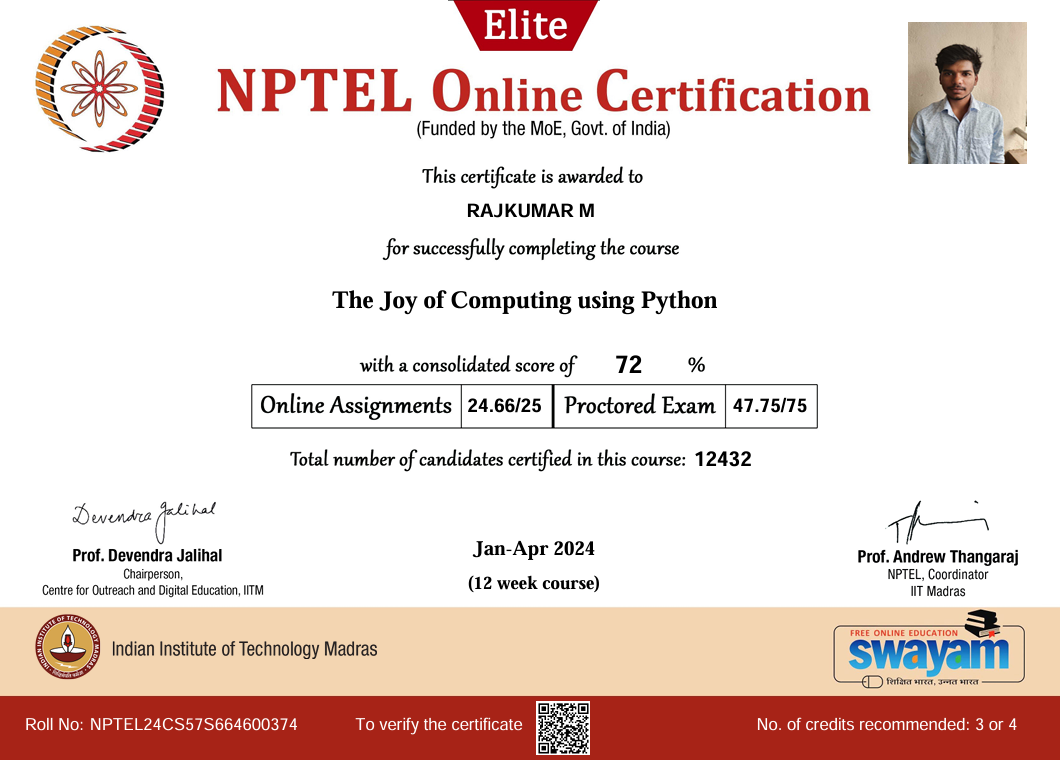 Elite
NPTEL Online Certification
(Funded by the MoE, Govt. of India)
This certificate is awarded to
RAJKUMAR M
for successfully completing the course
The Joy of Computing using Python
with a consolidated score of 72 %
Online Assignments 24.66/25 Proctored Exam 47.75/75
Total number of candidates certified in this course: 12432
Devendra Jalihal
Prof. Devendra Jalihal
Chairperson,
Centre for Outreach and Digital Education, IITM
Jan-Apr 2024
(12 week course)
Prof. Andrew Thangaraj
NPTEL, Coordinator
IIT Madras
INDIAN INSTITUTE OF TECHNOLOGY MADRAS
Indian Institute of Technology Madras
FREE ONLINE EDUCATION
swayam
शिक्षित भारत, उन्नत भारत
Roll No: NPTEL24CS57S664600374
To verify the certificate
No. of credits recommended: 3 or 4